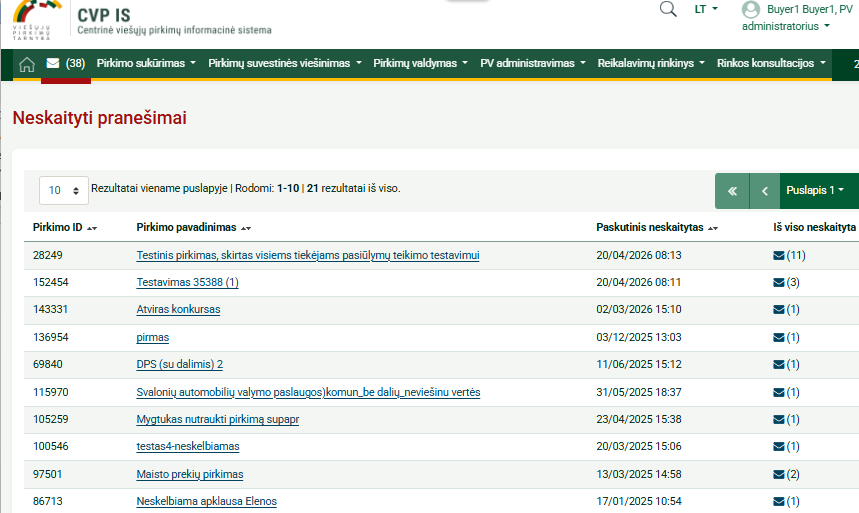 VIEŠŲJŲ
PIRKIMŲ
TARNYBA
CVP IS
Centrinė viešųjų pirkimų informacinė sistema
LT
Buyer1 Buyer1, PV
administratorius
(38) Pirkimo sukūrimas Pirkimų suvestinės viešinimas Pirkimų valdymas PV administravimas Reikalavimų rinkinys Rinkos konsultacijos 2
Neskaityti pranešimai
10 Rezultatai viename puslapyje | Rodomi: 1-10 | 21 rezultatai iš viso.
« ‹ Puslapis 1
Pirkimo ID Pirkimo pavadinimas Paskutinis neskaitytas Iš viso neskaityta
28249 Testinis pirkimas, skirtas visiems tiekėjams pasiūlymų teikimo testavimui 20/04/2026 08:13 (11)
152454 Testavimas 35388 (1) 20/04/2026 08:11 (3)
143331 Atviras konkursas 02/03/2026 15:10 (1)
136954 pirmas 03/12/2025 13:03 (1)
69840 DPS (su dalimis) 2 11/06/2025 15:12 (1)
115970 Svalonių automobilių valymo paslaugos)komun_be dalių_neviešinu vertės 31/05/2025 18:37 (1)
105259 Mygtukas nutraukti pirkimą supapr 23/04/2025 15:38 (1)
100546 testas4-neskelbiamas 20/03/2025 15:06 (1)
97501 Maisto prekių pirkimas 13/03/2025 14:58 (2)
86713 Neskelbiama apklausa Elenos 17/01/2025 10:54 (1)